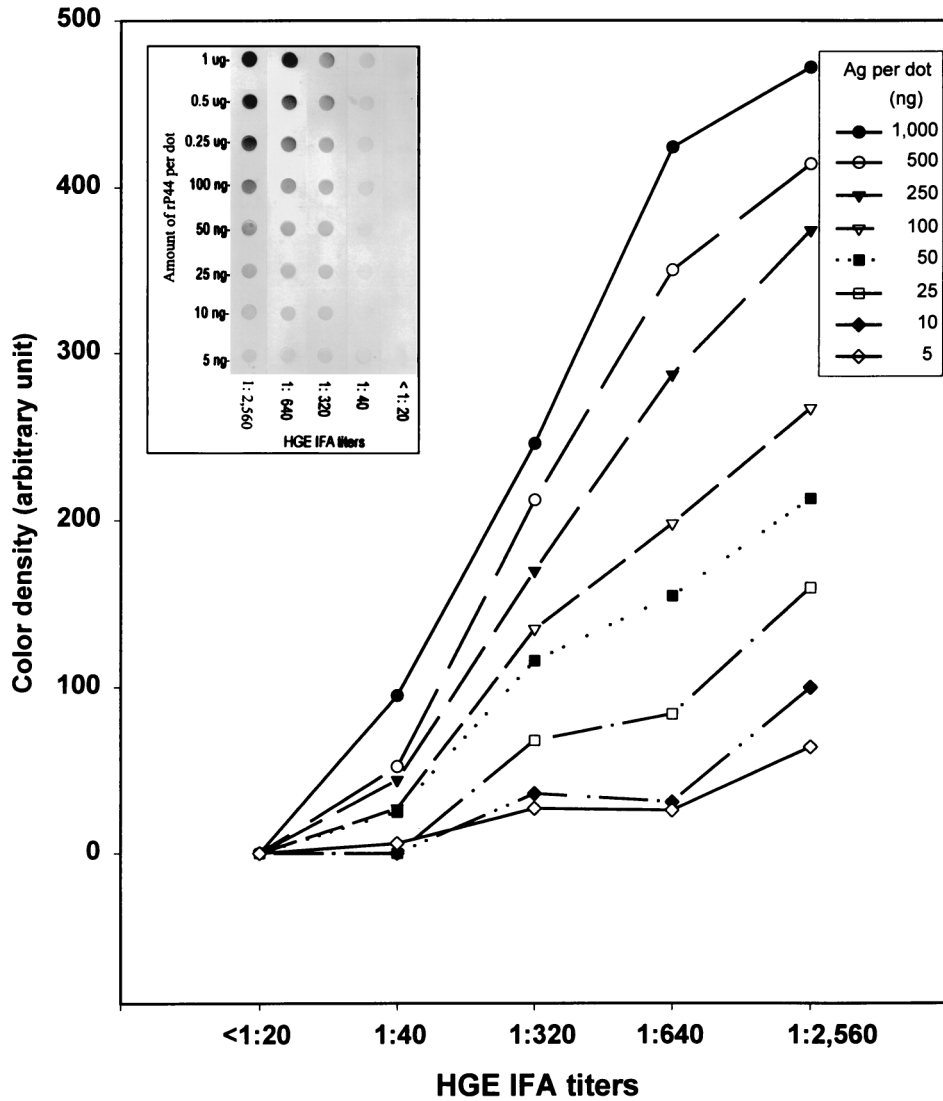 500
400
300
200
100
0
Color density (arbitrary unit)
<1:20
1:40
1:320
1:640
1:2,560
HGE IFA titers
Amount of rP44 per dot
1 ug-
0.5 ug-
0.25 ug-
100 ng-
50 ng-
25 ng-
10 ng-
5 ng-
1: 2,560
1: 640
1:320
1:40
< 1: 20
HGE IFA titers
Ag per dot
(ng)
1,000
500
250
100
50
25
10
5